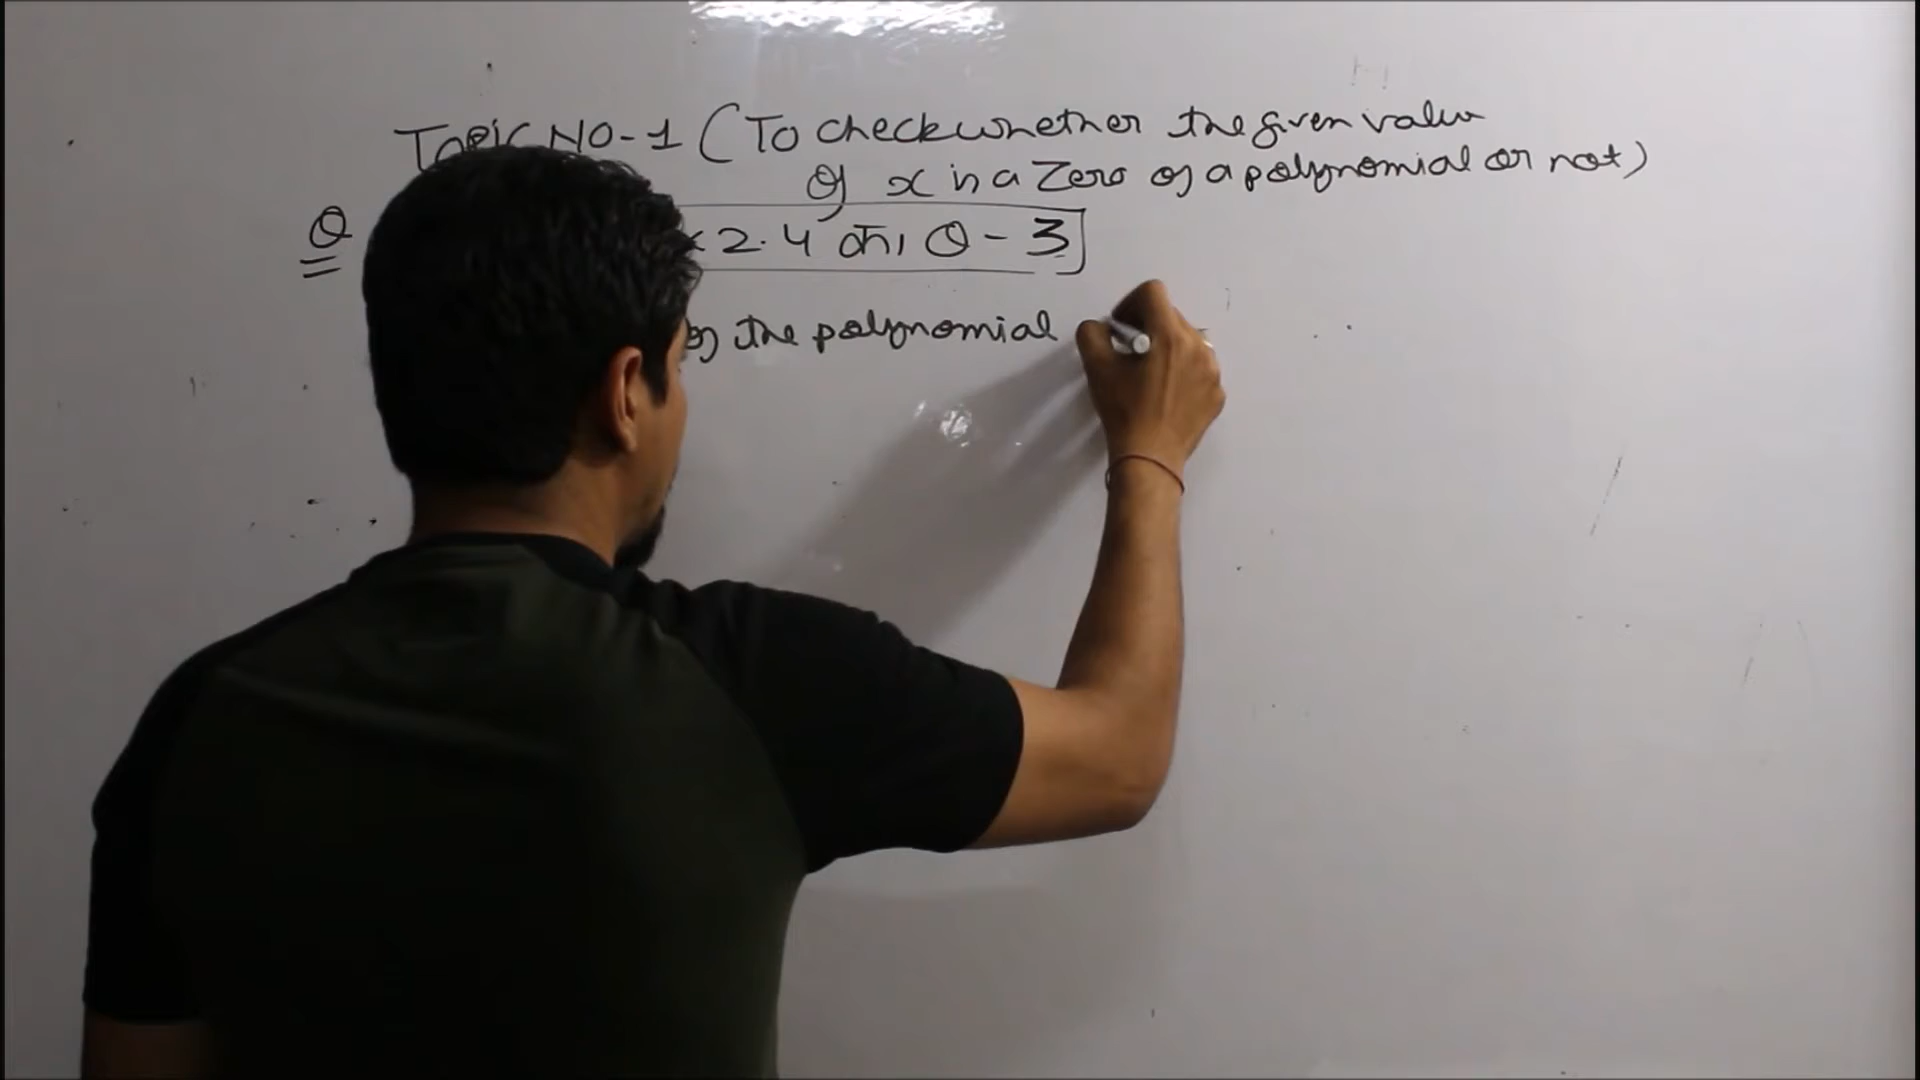 Topic NO-1 (To check whether the given value
of x is a Zero of a polynomial or not)
Q 2.4 का Q-3
of the polynomial